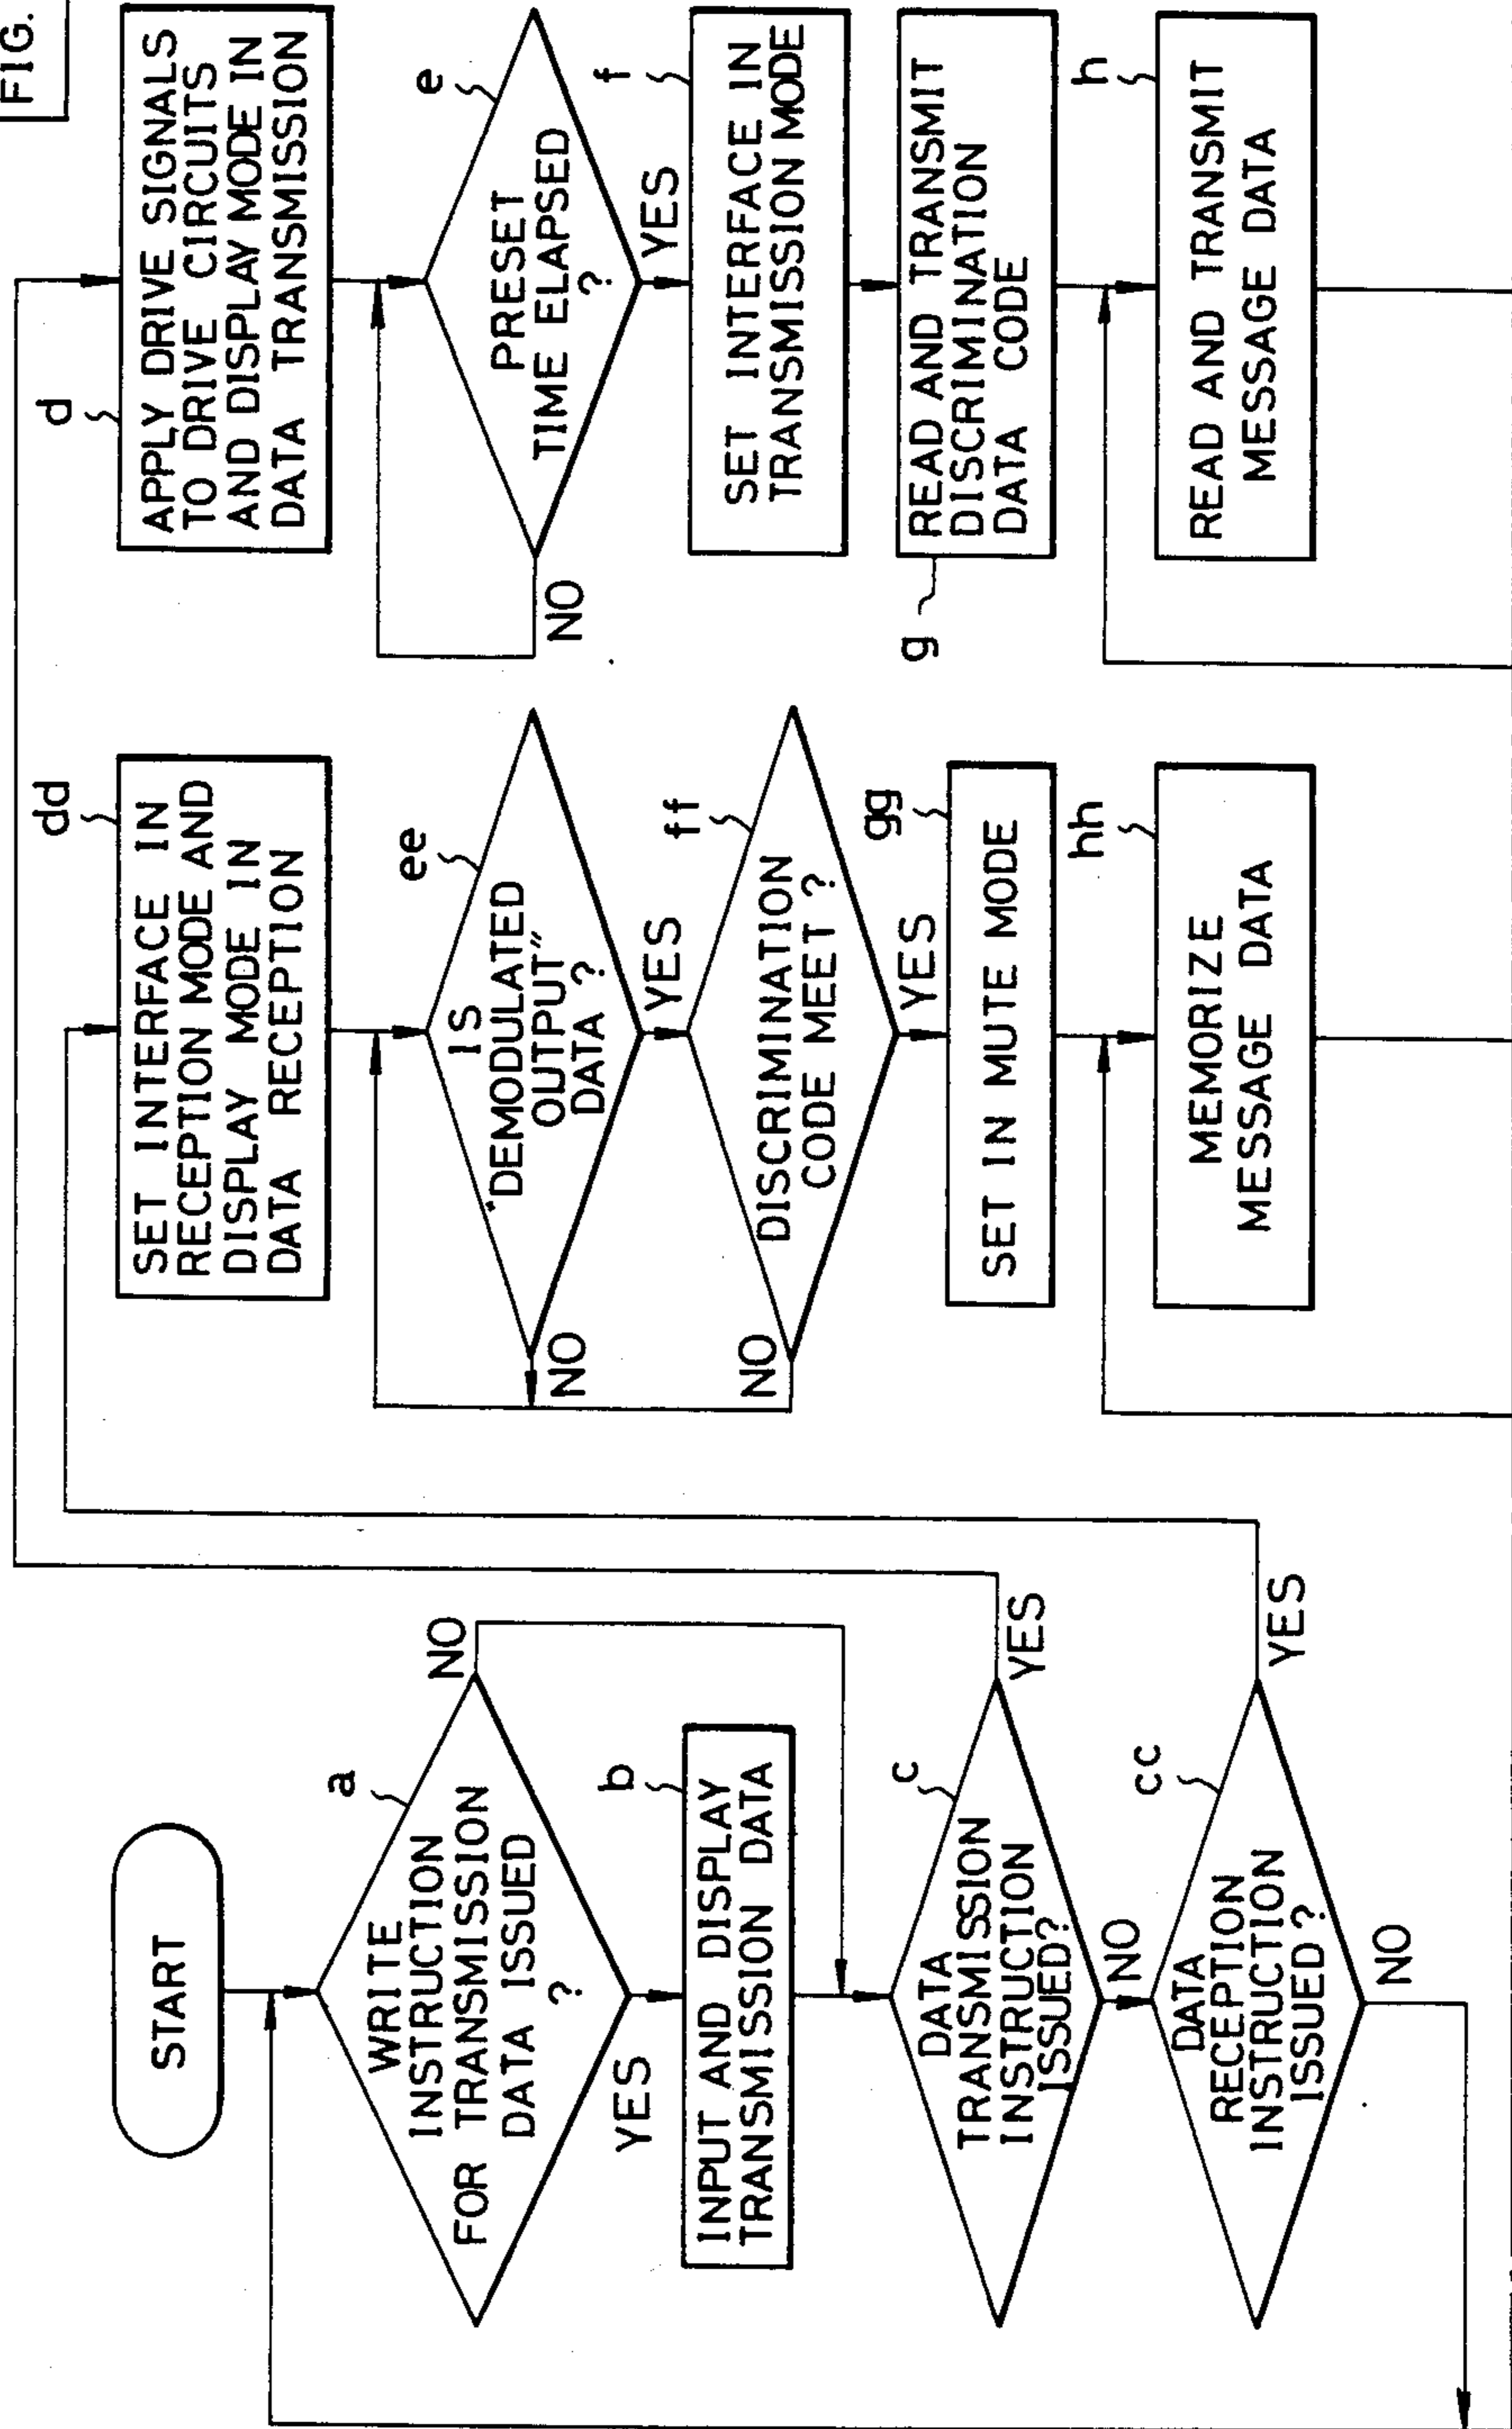 FIG.
START
a
WRITE
INSTRUCTION
FOR TRANSMISSION
DATA ISSUED
?
NO
YES
b
INPUT AND DISPLAY
TRANSMISSION DATA
c
DATA
TRANSMISSION
INSTRUCTION
ISSUED?
YES
NO
cc
DATA
RECEPTION
INSTRUCTION
ISSUED?
YES
NO
dd
SET INTERFACE IN
RECEPTION MODE AND
DISPLAY MODE IN
DATA RECEPTION
ee
IS
"DEMODULATED
OUTPUT"
DATA ?
NO
YES
ff
DISCRIMINATION
CODE MEET ?
NO
YES
gg
SET IN MUTE MODE
hh
MEMORIZE
MESSAGE DATA
d
APPLY DRIVE SIGNALS
TO DRIVE CIRCUITS
AND DISPLAY MODE IN
DATA TRANSMISSION
e
PRESET
TIME ELAPSED
?
NO
YES
f
SET INTERFACE IN
TRANSMISSION MODE
g
READ AND TRANSMIT
DISCRIMINATION
DATA CODE
h
READ AND TRANSMIT
MESSAGE DATA